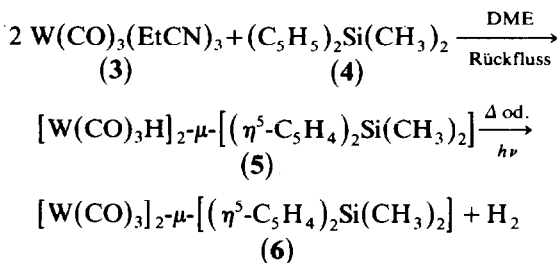 2 W(CO)₃(EtCN)₃ + (C₅H₅)₂Si(CH₃)₂ DME
Rückfluss
(3) (4)
[W(CO)₃H]₂-μ-[(η⁵-C₅H₄)₂Si(CH₃)₂] Δ od.
hν
(5)
[W(CO)₃]₂-μ-[(η⁵-C₅H₄)₂Si(CH₃)₂] + H₂
(6)